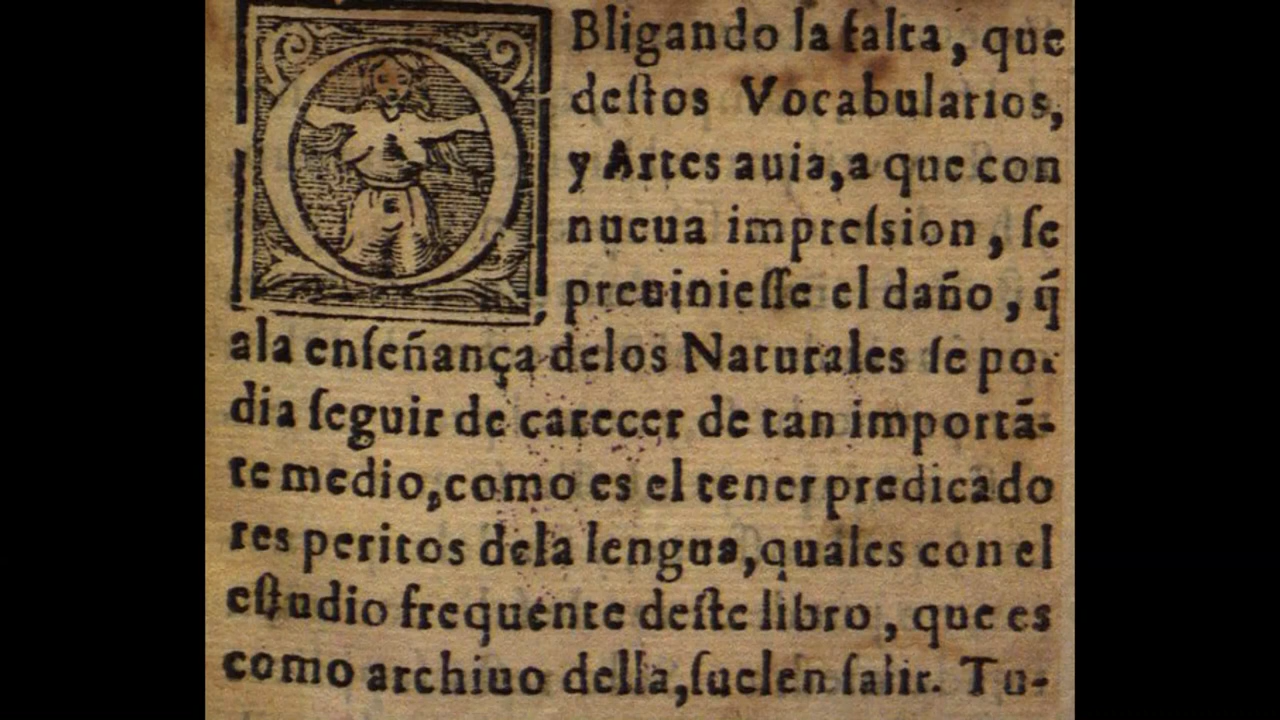 OBligando la falta, que
deſtos Vocabularios,
y Artes auia, a que con
nueua impreſsion, ſe
preuinieſſe el daño, q̃
ala enſeñança delos Naturales ſe po-
dia ſeguir de carecer de tan importã-
te medio, como es el tener predicado
res peritos dela lengua, quales con el
eſtudio frequente deſte libro, que es
como archiuo della, ſuelen ſalir. Tu-